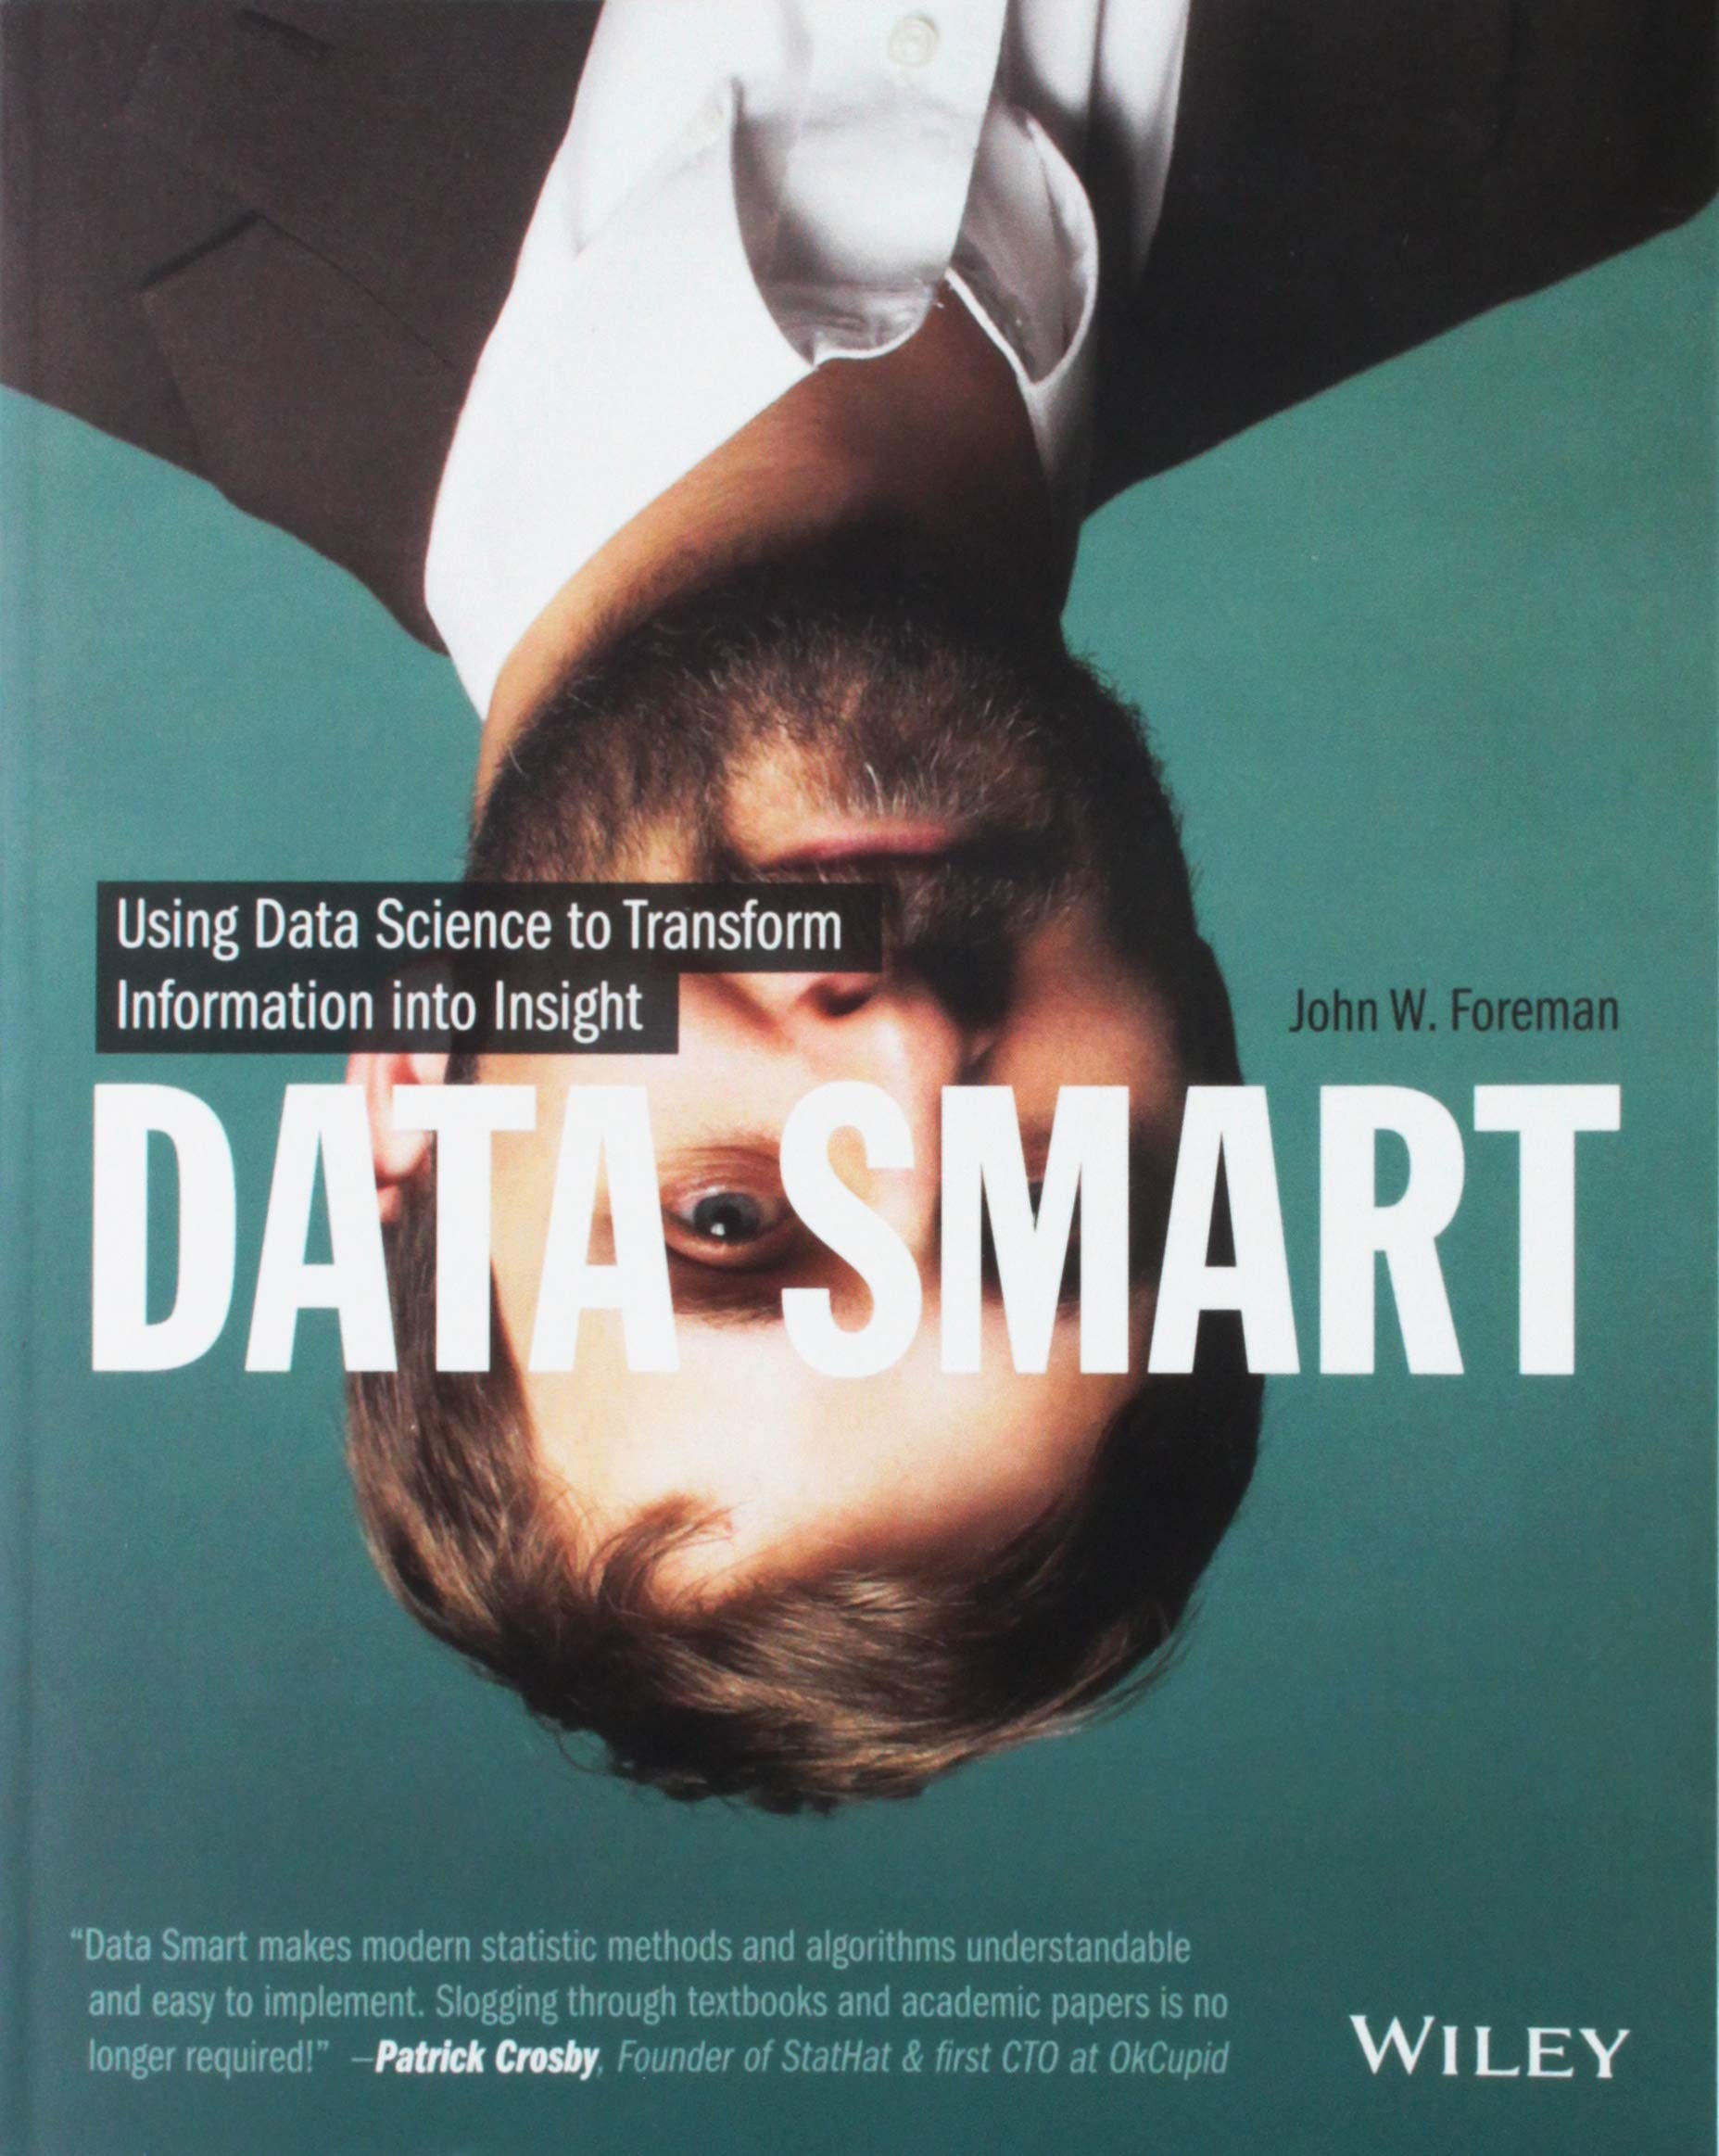 Using Data Science to Transform
Information into Insight
John W. Foreman
DATA SMART
“Data Smart makes modern statistic methods and algorithms understandable
and easy to implement. Slogging through textbooks and academic papers is no
longer required!” –Patrick Crosby, Founder of StatHat & first CTO at OkCupid
WILEY